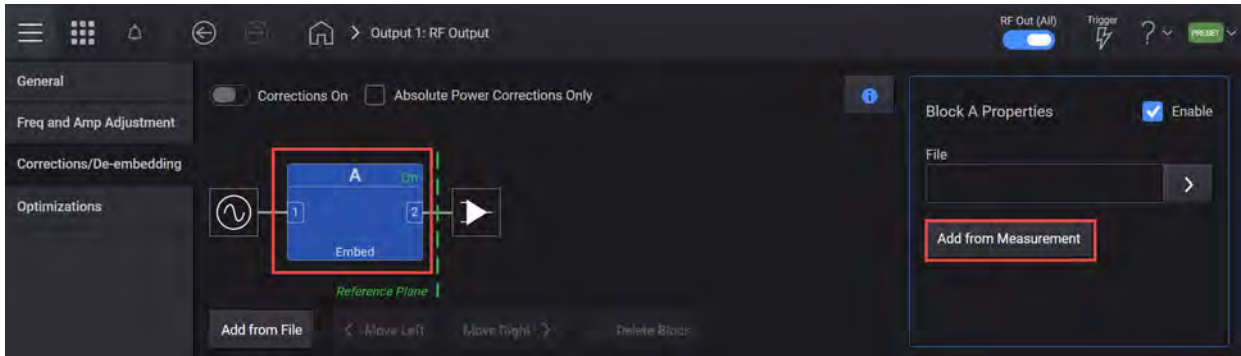 RF Out (All)
Trigger
Output 1: RF Output
PRESET
General
Freq and Amp Adjustment
Corrections/De-embedding
Optimizations
Corrections On
Absolute Power Corrections Only
A
On
1
2
Embed
Reference Plane
Add from File
Move Left
Move Right
Delete Block
Block A Properties
Enable
File
Add from Measurement